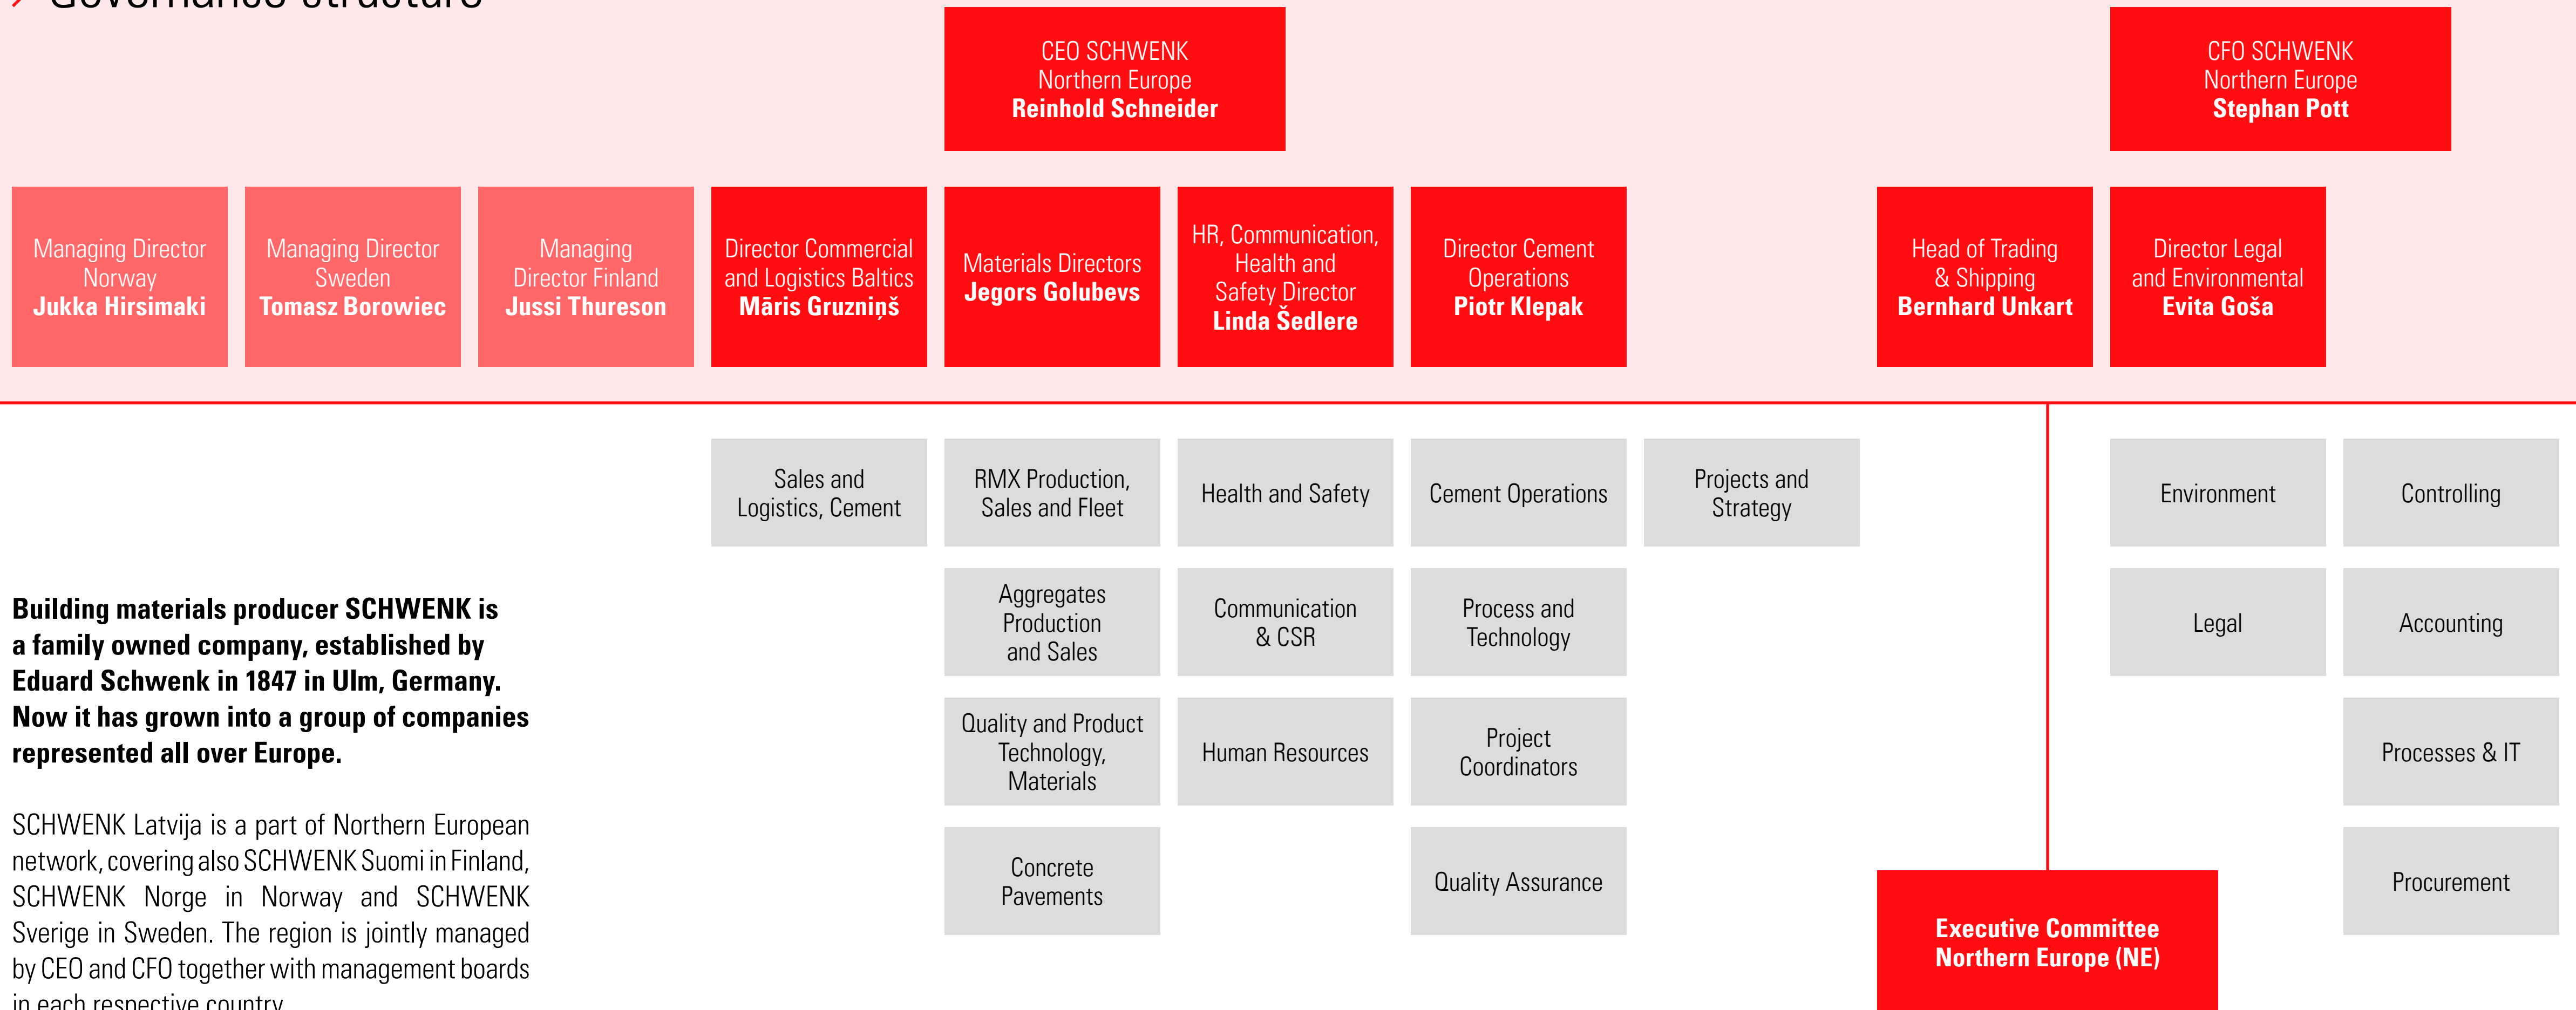 Governance structure
CEO SCHWENK
Northern Europe
Reinhold Schneider
CFO SCHWENK
Northern Europe
Stephan Pott
Managing Director
Norway
Jukka Hirsimaki
Managing Director
Sweden
Tomasz Borowiec
Managing
Director Finland
Jussi Thureson
Director Commercial
and Logistics Baltics
Māris Gruzniņš
Materials Directors
Jegors Golubevs
HR, Communication,
Health and
Safety Director
Linda Šedlere
Director Cement
Operations
Piotr Klepak
Head of Trading
& Shipping
Bernhard Unkart
Director Legal
and Environmental
Evita Goša
Sales and
Logistics, Cement
RMX Production,
Sales and Fleet
Health and Safety
Cement Operations
Projects and
Strategy
Environment
Controlling
Aggregates
Production
and Sales
Communication
& CSR
Process and
Technology
Legal
Accounting
Quality and Product
Technology,
Materials
Human Resources
Project
Coordinators
Processes & IT
Concrete
Pavements
Quality Assurance
Procurement
Executive Committee
Northern Europe (NE)
Building materials producer SCHWENK is
a family owned company, established by
Eduard Schwenk in 1847 in Ulm, Germany.
Now it has grown into a group of companies
represented all over Europe.
SCHWENK Latvija is a part of Northern European
network, covering also SCHWENK Suomi in Finland,
SCHWENK Norge in Norway and SCHWENK
Sverige in Sweden. The region is jointly managed
by CEO and CFO together with management boards
in each respective country